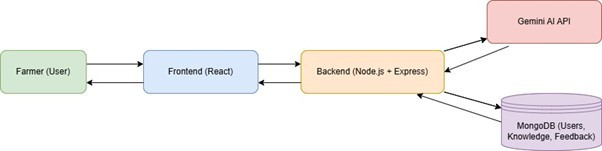 Farmer (User)
Frontend (React)
Backend (Node.js + Express)
Gemini AI API
MongoDB (Users,
Knowledge, Feedback)